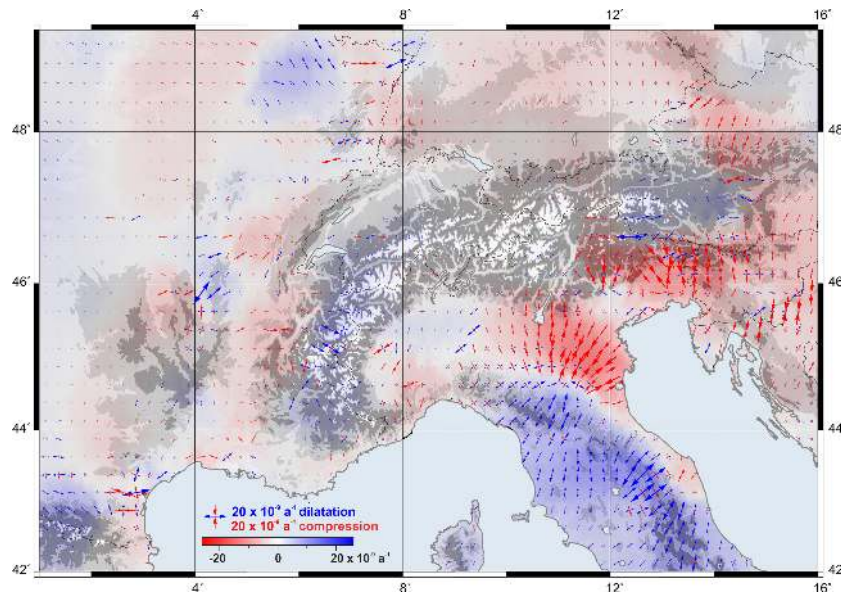 4° 8° 12° 16°
48° 48°
46° 46°
44° 44°
20 x 10⁻⁹ a⁻¹ dilatation
20 x 10⁻⁹ a⁻¹ compression
-20 0 20 x 10⁻⁹ a⁻¹
42° 42°
4° 8° 12° 16°